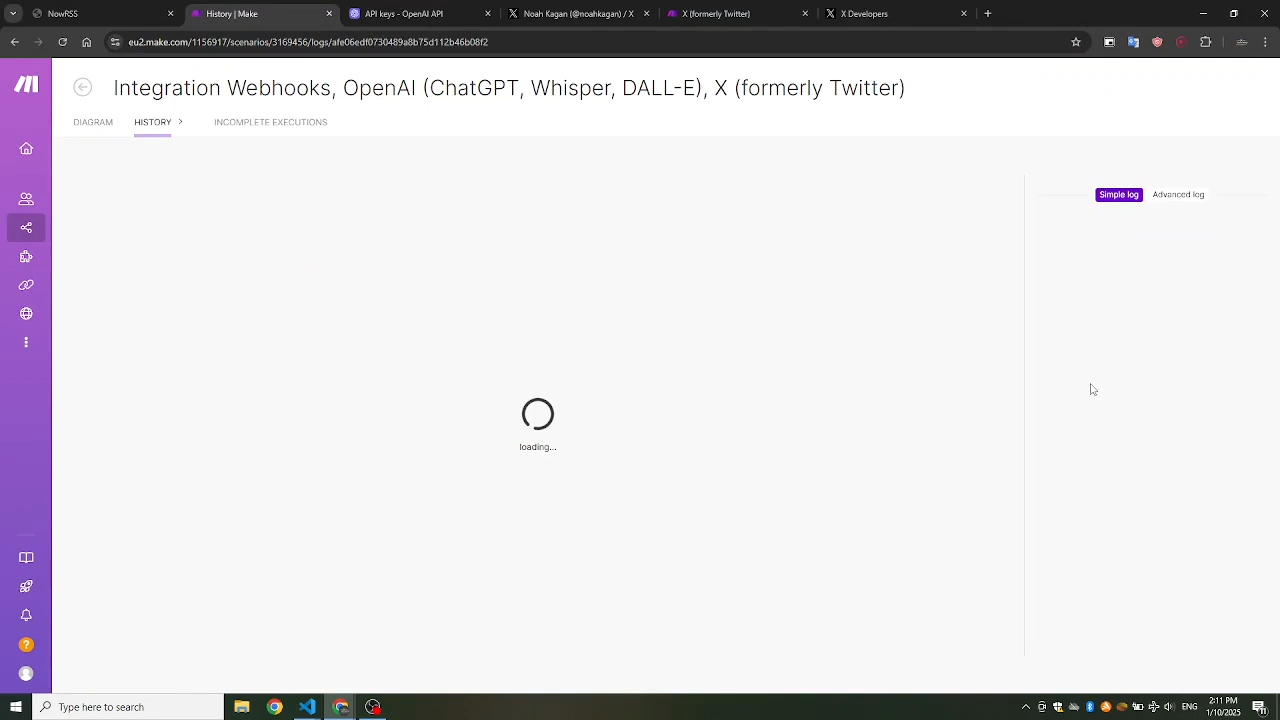 NowRSS
History | Make
API keys - OpenAI API
Noah Kagan (@noahkagan) / X
X (formerly Twitter)
X Developers
eu2.make.com/1156917/scenarios/3169456/logs/afe06edf0730489a8b75d112b46b08f2
Integration Webhooks, OpenAI (ChatGPT, Whisper, DALL-E), X (formerly Twitter)
DIAGRAM
HISTORY
INCOMPLETE EXECUTIONS
Simple log
Advanced log
loading...
Type here to search
ENG
2:11 PM
1/10/2025